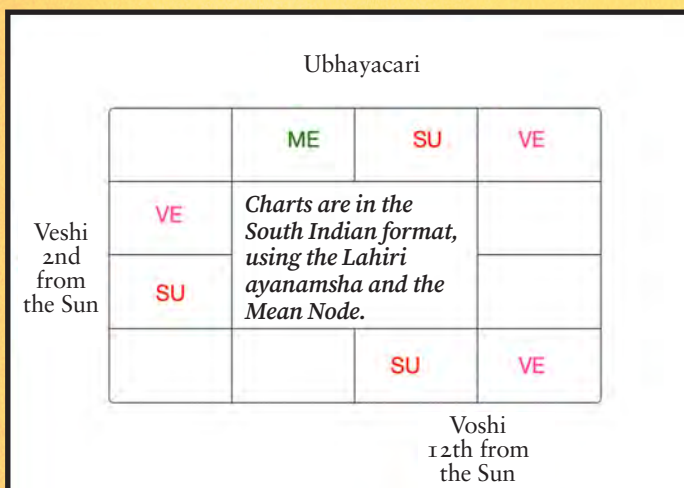 Ubhayacari
ME SU VE
VE
Charts are in the
South Indian format,
using the Lahiri
ayanamsha and the
Mean Node.
Veshi
2nd
from
the Sun
SU
SU VE
Voshi
12th from
the Sun